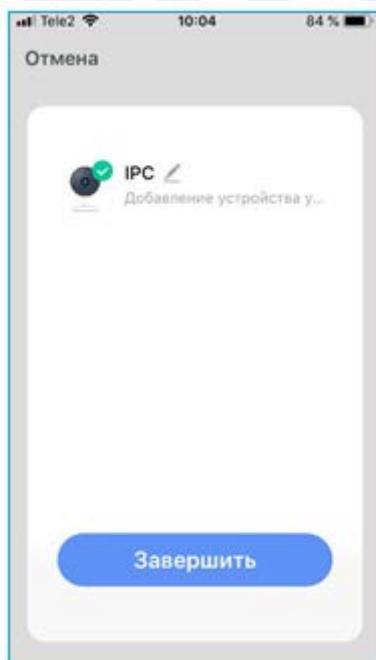 Tele2 10:04 84 %
Отмена
IPC
Добавление устройства у...
Завершить